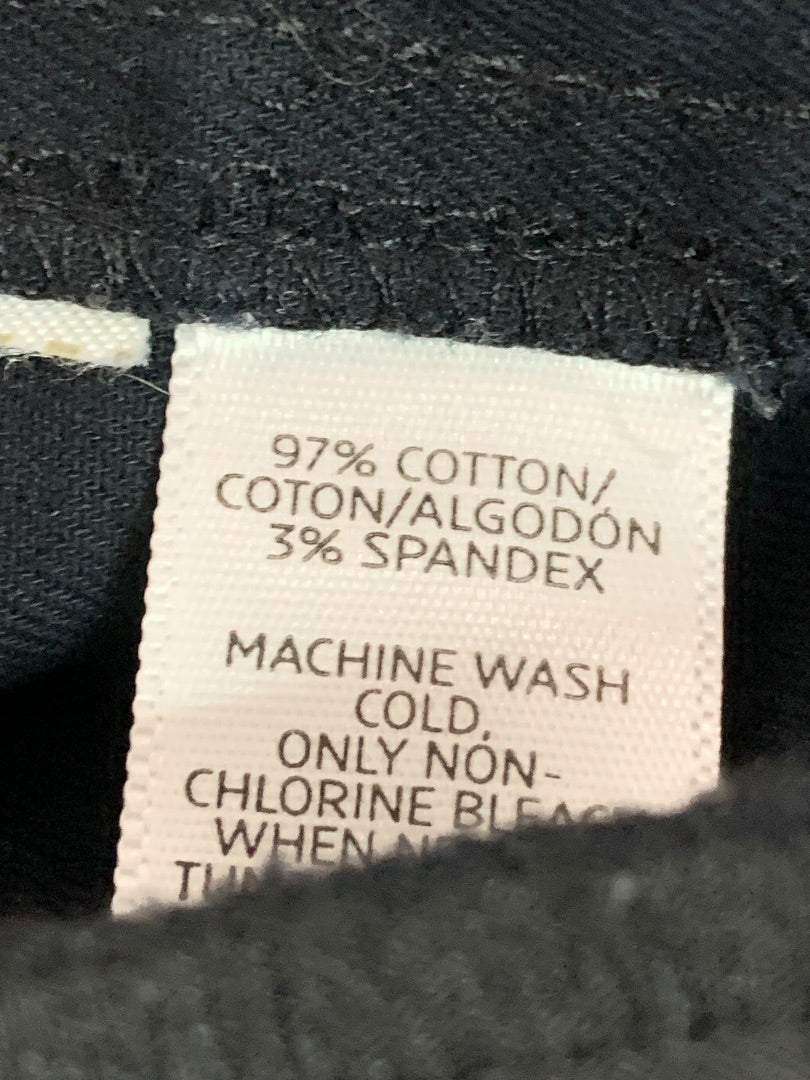 97% COTTON/
COTON/ALGODÓN
3% SPANDEX
MACHINE WASH
COLD,
ONLY NON-
CHLORINE
WHEN